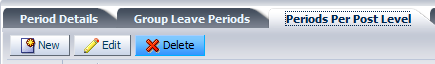 Period Details Group Leave Periods Periods Per Post Level
New Edit Delete